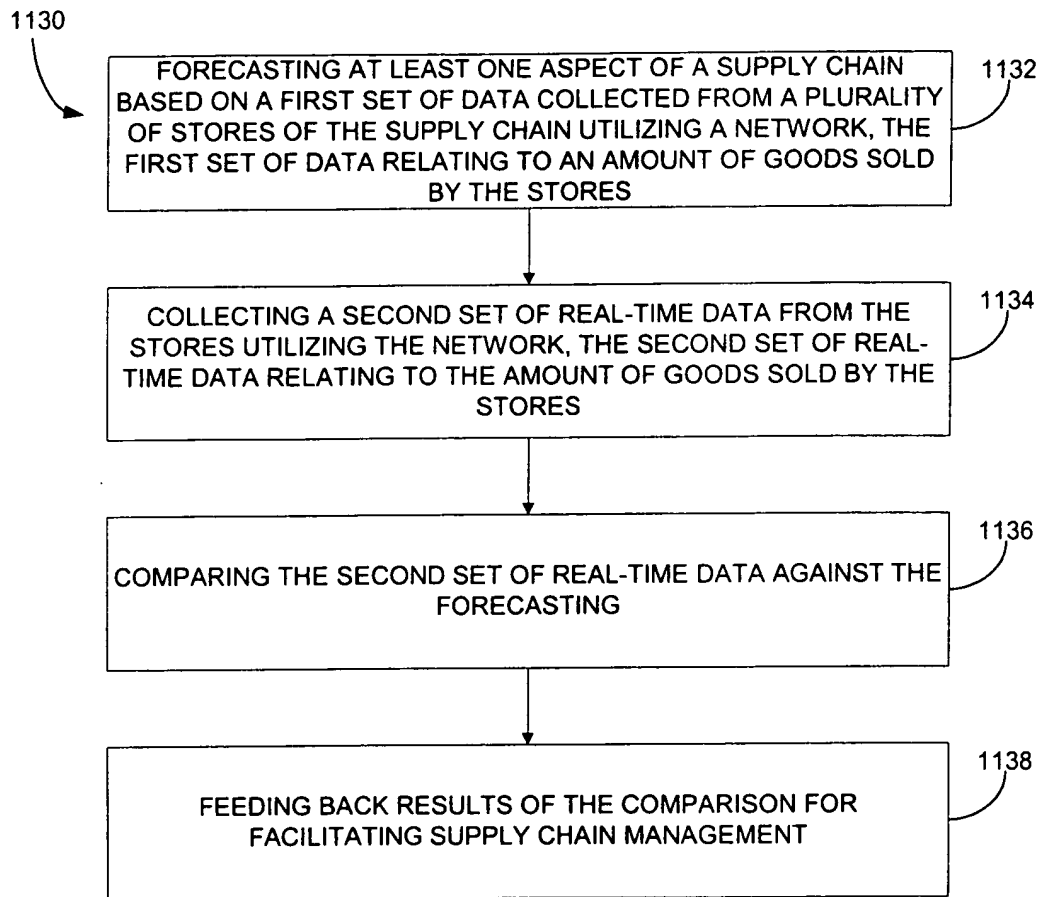 1130
FORECASTING AT LEAST ONE ASPECT OF A SUPPLY CHAIN
BASED ON A FIRST SET OF DATA COLLECTED FROM A PLURALITY
OF STORES OF THE SUPPLY CHAIN UTILIZING A NETWORK, THE
FIRST SET OF DATA RELATING TO AN AMOUNT OF GOODS SOLD
BY THE STORES
1132
COLLECTING A SECOND SET OF REAL-TIME DATA FROM THE
STORES UTILIZING THE NETWORK, THE SECOND SET OF REAL-
TIME DATA RELATING TO THE AMOUNT OF GOODS SOLD BY THE
STORES
1134
COMPARING THE SECOND SET OF REAL-TIME DATA AGAINST THE
FORECASTING
1136
FEEDING BACK RESULTS OF THE COMPARISON FOR
FACILITATING SUPPLY CHAIN MANAGEMENT
1138